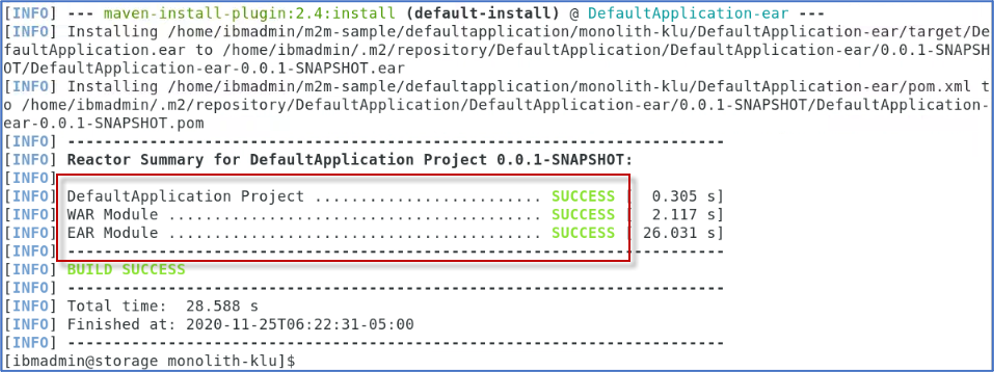 [INFO] --- maven-install-plugin:2.4:install (default-install) @ DefaultApplication-ear ---
[INFO] Installing /home/ibmadmin/m2m-sample/defaultapplication/monolith-klu/DefaultApplication-ear/target/De
faultApplication.ear to /home/ibmadmin/.m2/repository/DefaultApplication/DefaultApplication-ear/0.0.1-SNAPSH
OT/DefaultApplication-ear-0.0.1-SNAPSHOT.ear
[INFO] Installing /home/ibmadmin/m2m-sample/defaultapplication/monolith-klu/DefaultApplication-ear/pom.xml t
o /home/ibmadmin/.m2/repository/DefaultApplication/DefaultApplication-ear/0.0.1-SNAPSHOT/DefaultApplication-
ear-0.0.1-SNAPSHOT.pom
[INFO] ------------------------------------------------------------------------
[INFO] Reactor Summary for DefaultApplication Project 0.0.1-SNAPSHOT:
[INFO]
[INFO] DefaultApplication Project ......................... SUCCESS [  0.305 s]
[INFO] WAR Module ......................................... SUCCESS [  2.117 s]
[INFO] EAR Module ......................................... SUCCESS [ 26.031 s]
[INFO] ------------------------------------------------------------------------
[INFO] BUILD SUCCESS
[INFO] ------------------------------------------------------------------------
[INFO] Total time:  28.588 s
[INFO] Finished at: 2020-11-25T06:22:31-05:00
[INFO] ------------------------------------------------------------------------
[ibmadmin@storage monolith-klu]$